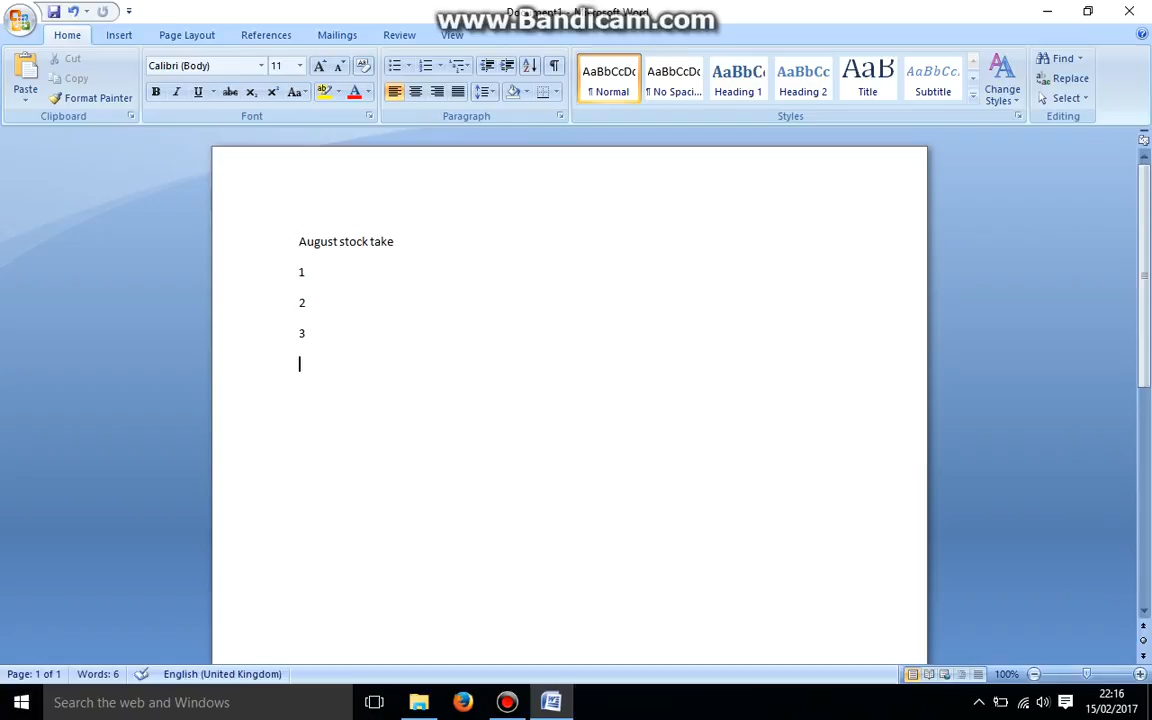 Document1 - Microsoft Word
www.Bandicam.com
Home Insert Page Layout References Mailings Review View
Paste
Cut
Copy
Format Painter
Clipboard
Calibri (Body) 11
Font
Paragraph
AaBbCcDc AaBbCcDc AaBbC AaBbCc AaB AaBbCc.
¶ Normal ¶ No Spaci... Heading 1 Heading 2 Title Subtitle
Change Styles
Styles
Find
Replace
Select
Editing
August stock take
1
2
3
Page: 1 of 1 Words: 6 English (United Kingdom) 100%
Search the web and Windows
22:16
15/02/2017